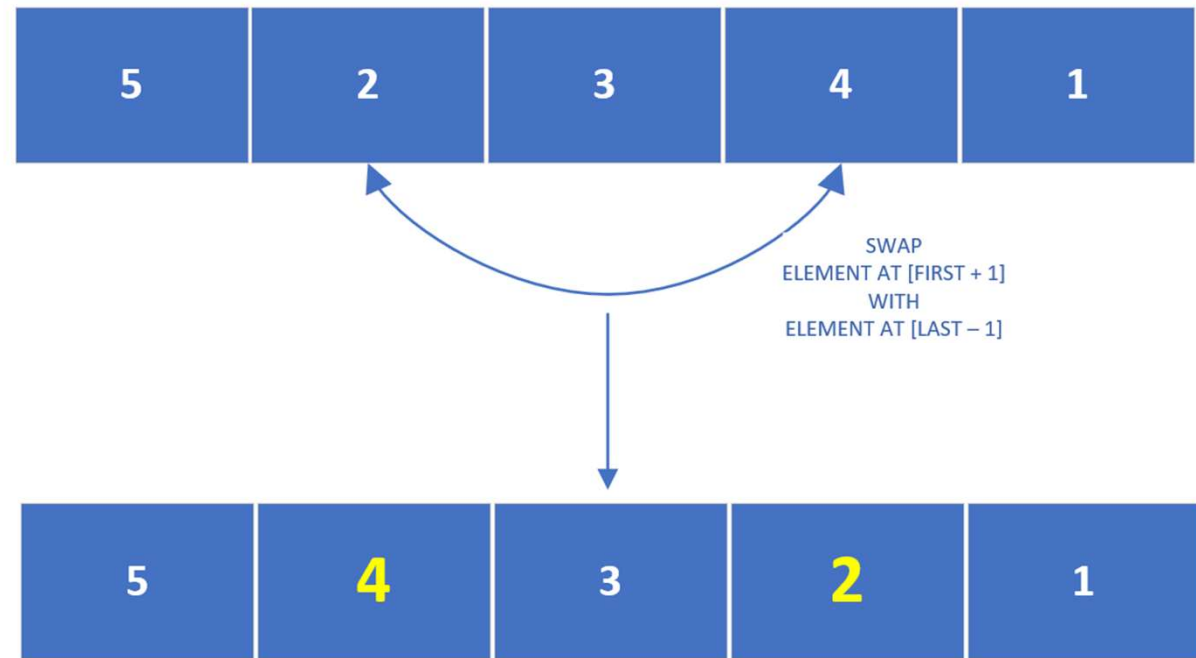 5 2 3 4 1
SWAP
ELEMENT AT [FIRST + 1]
WITH
ELEMENT AT [LAST – 1]
5 4 3 2 1